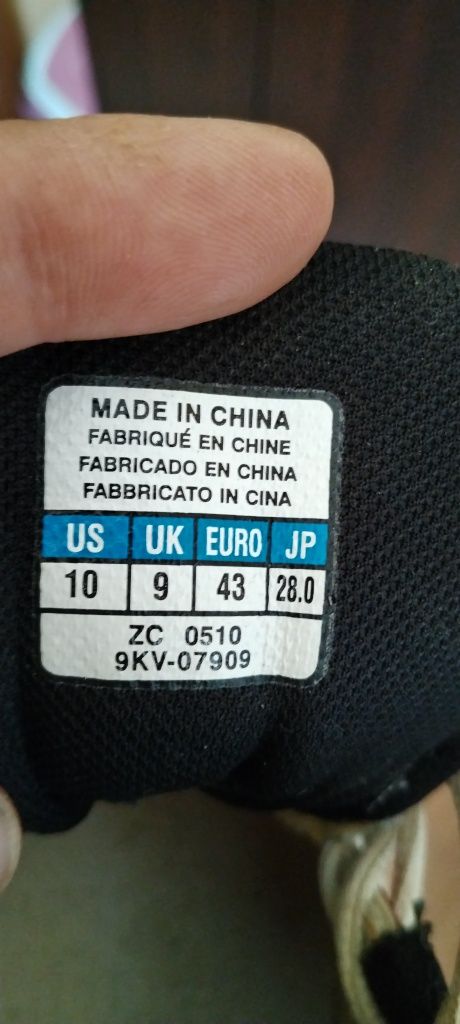 MADE IN CHINA
FABRIQUÉ EN CHINE
FABRICADO EN CHINA
FABBRICATO IN CINA
US UK EURO JP
10 9 43 28.0
ZC 0510
9KV-07909